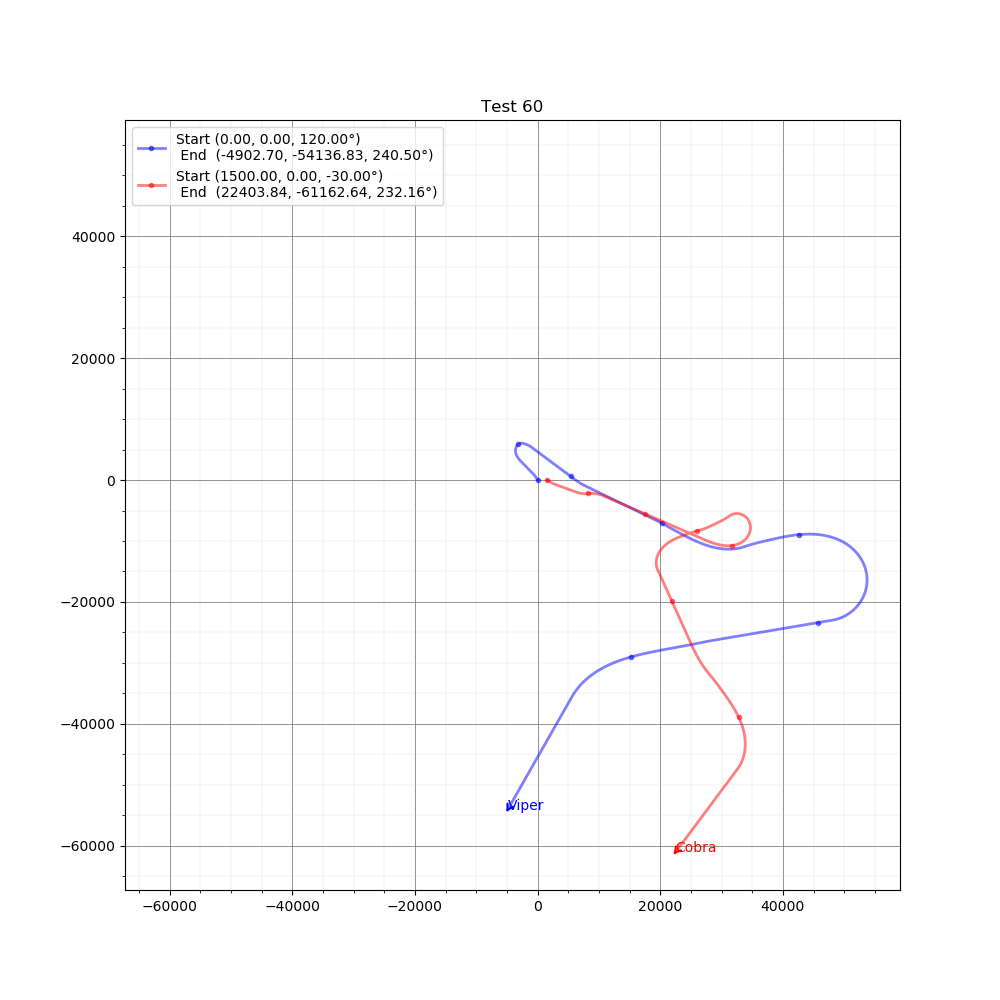 Test 60
Start (0.00, 0.00, 120.00°)
End (-4902.70, -54136.83, 240.50°)
Start (1500.00, 0.00, -30.00°)
End (22403.84, -61162.64, 232.16°)
40000
20000
0
−20000
−40000
−60000
Viper
Cobra
−60000 −40000 −20000 0 20000 40000